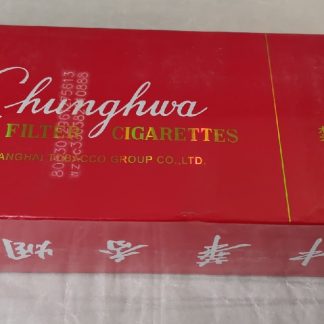 Chunghwa
FILTER CIGARETTES
ANGHAI TOBACCO GROUP CO.,LTD.
華香烟